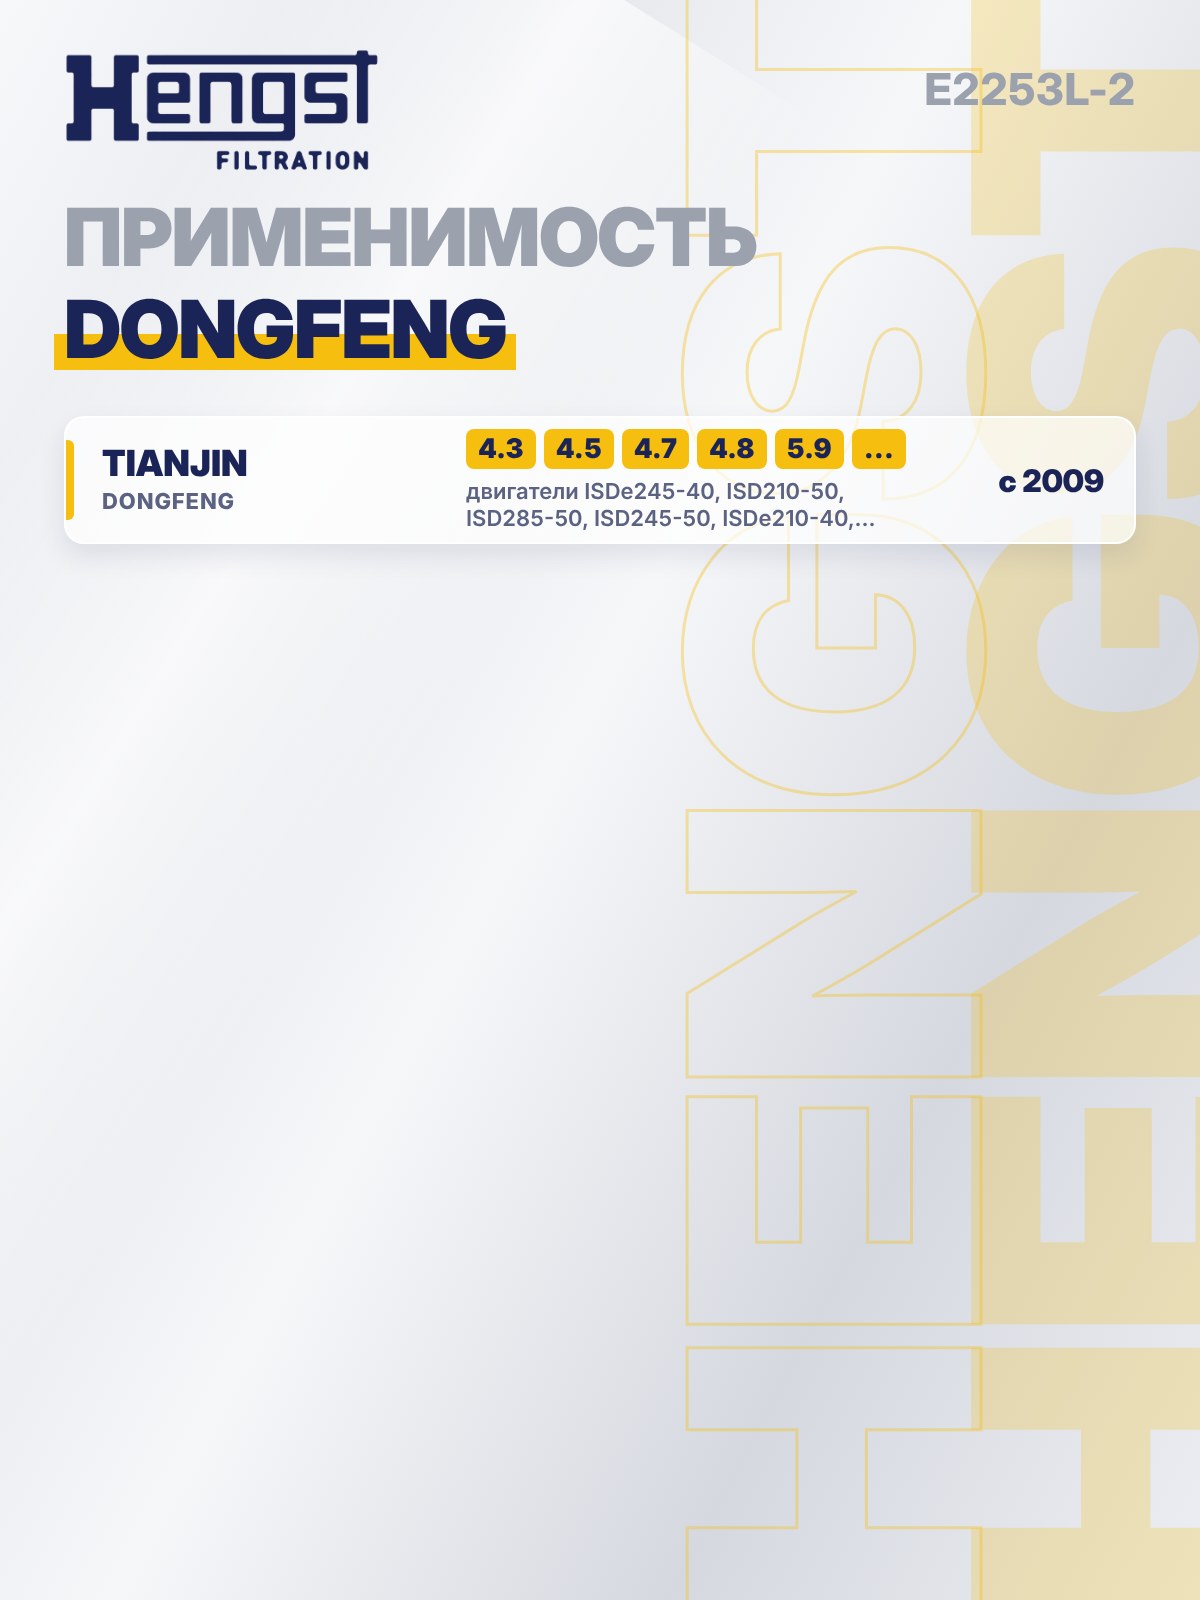 Hengst
FILTRATION
E2253L-2
ПРИМЕНИМОСТЬ
DONGFENG
TIANJIN
DONGFENG
4.3 4.5 4.7 4.8 5.9 ...
двигатели ISDe245-40, ISD210-50,
ISD285-50, ISD245-50, ISDe210-40,...
с 2009
HENGST
HENGST